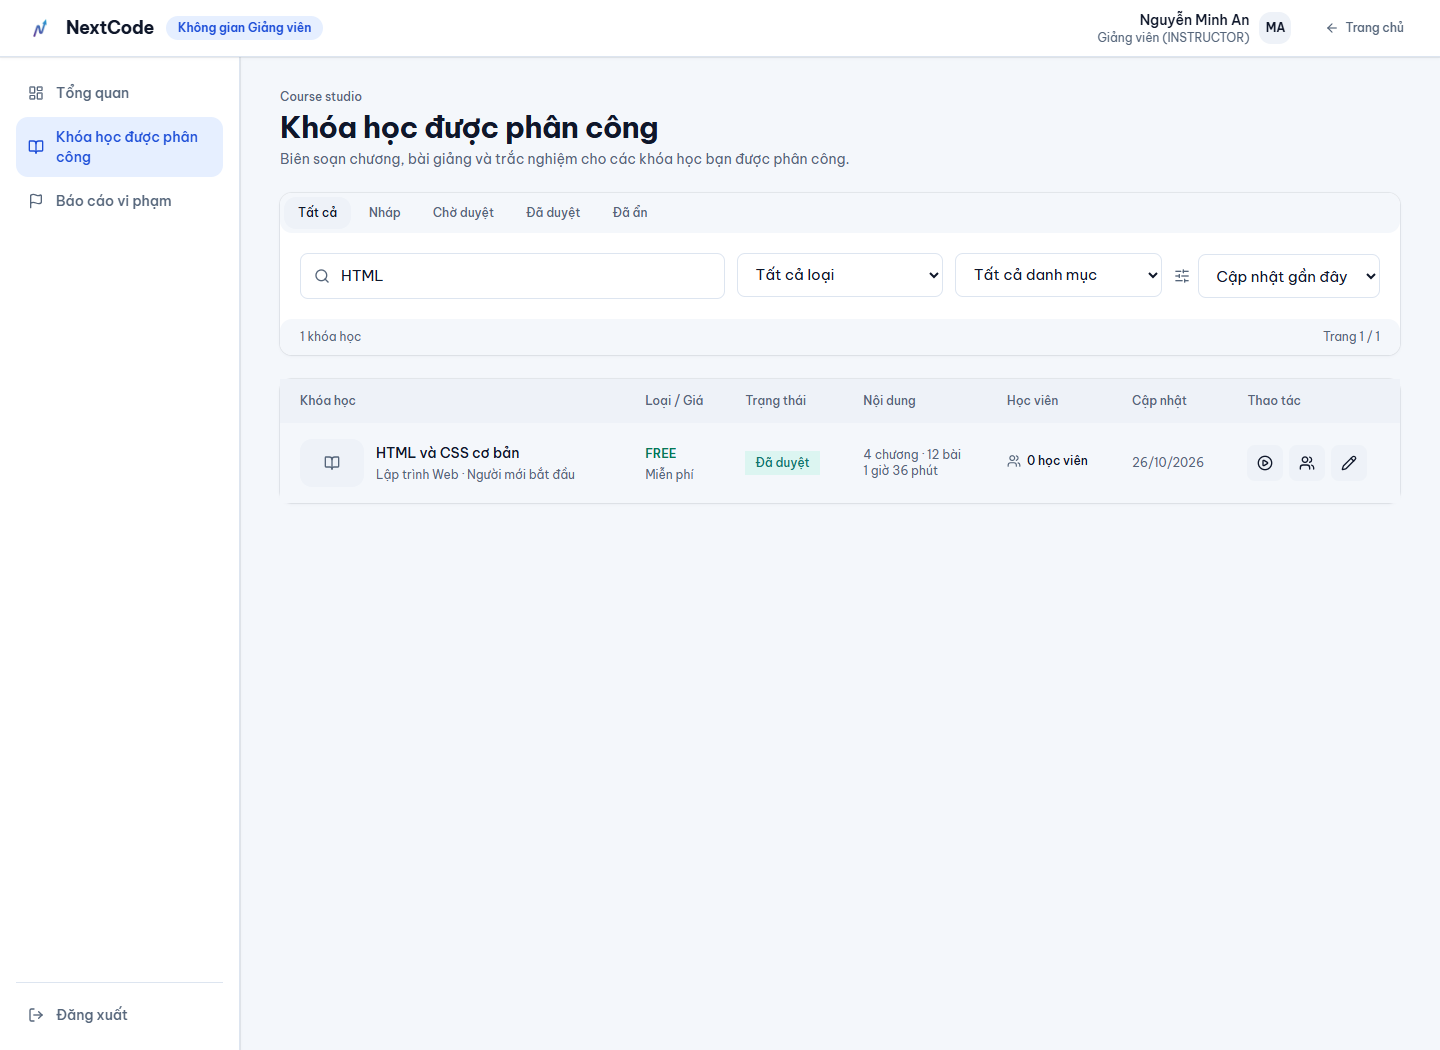 NextCode
Không gian Giảng viên
Nguyễn Minh An
Giảng viên (INSTRUCTOR)
MA
Trang chủ
Tổng quan
Khóa học được phân
công
Báo cáo vi phạm
Đăng xuất
Course studio
Khóa học được phân công
Biên soạn chương, bài giảng và trắc nghiệm cho các khóa học bạn được phân công.
Tất cả Nháp Chờ duyệt Đã duyệt Đã ẩn
HTML Tất cả loại Tất cả danh mục Cập nhật gần đây
1 khóa học Trang 1 / 1
Khóa học Loại / Giá Trạng thái Nội dung Học viên Cập nhật Thao tác
HTML và CSS cơ bản
Lập trình Web · Người mới bắt đầu
FREE
Miễn phí
Đã duyệt
4 chương · 12 bài
1 giờ 36 phút
0 học viên
26/10/2026